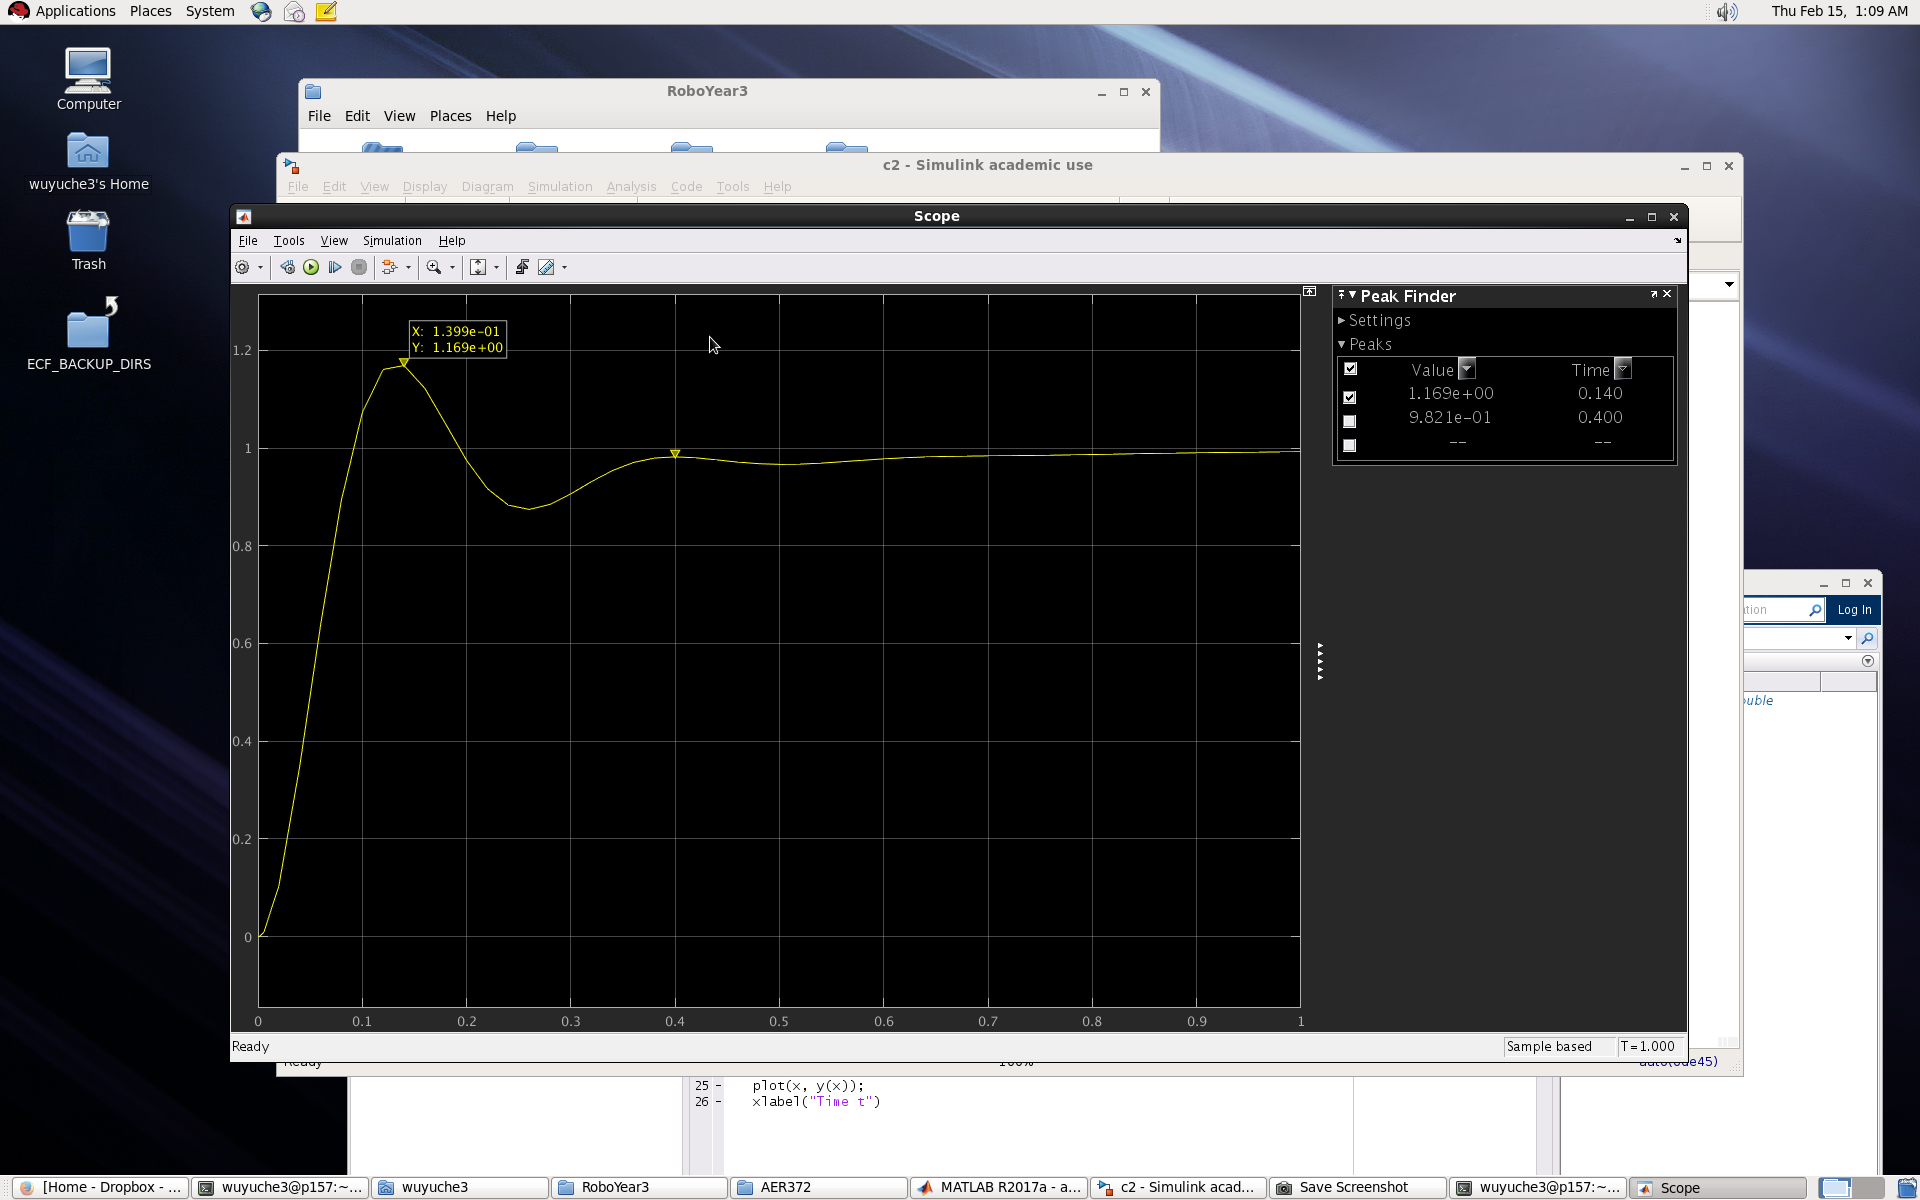 Applications Places System
Thu Feb 15, 1:09 AM
Computer
wuyuche3's Home
Trash
ECF_BACKUP_DIRS
RoboYear3
File Edit View Places Help
c2 - Simulink academic use
File Edit View Display Diagram Simulation Analysis Code Tools Help
Scope
File Tools View Simulation Help
X: 1.399e-01
Y: 1.169e+00
1.2
1
0.8
0.6
0.4
0.2
0
0 0.1 0.2 0.3 0.4 0.5 0.6 0.7 0.8 0.9 1
Peak Finder
Settings
Peaks
Value Time
1.169e+00 0.140
9.821e-01 0.400
-- --
Ready
Sample based T=1.000
Log In
25 - plot(x, y(x));
26 - xlabel("Time t")
[Home - Dropbox - ...
wuyuche3@p157:~...
wuyuche3
RoboYear3
AER372
MATLAB R2017a - a...
c2 - Simulink acad...
Save Screenshot
wuyuche3@p157:~...
Scope